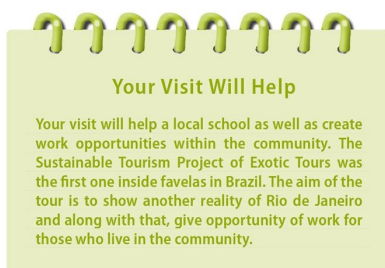 Your Visit Will Help
Your visit will help a local school as well as create
work opportunities within the community. The
Sustainable Tourism Project of Exotic Tours was
the first one inside favelas in Brazil. The aim of the
tour is to show another reality of Rio de Janeiro
and along with that, give opportunity of work for
those who live in the community.